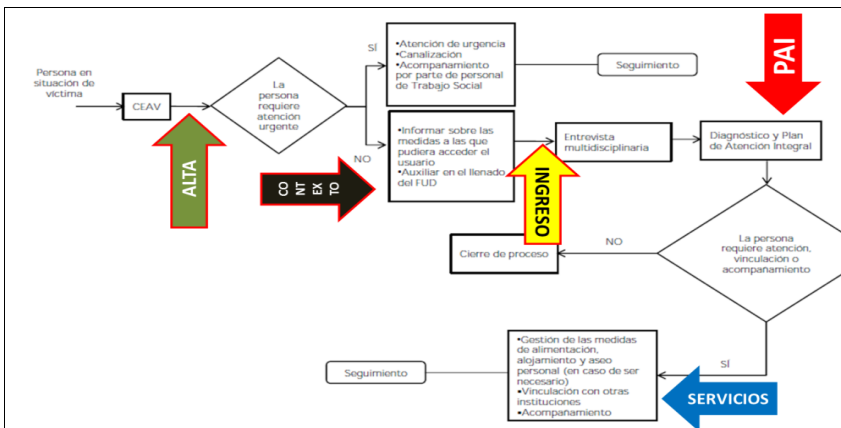 Persona en
situación de
víctima
CEAV
ALTA
La
persona
requiere
atención
urgente
SÍ
•Atención de urgencia
•Canalización
•Acompañamiento
por parte de personal
de Trabajo Social
Seguimiento
NO
CO
NT
EX
TO
•Informar sobre las
medidas a las que
pudiera acceder el
usuario
•Auxiliar en el llenado
del FUD
INGRESO
Entrevista
multidisciplinaria
PAI
Diagnóstico y Plan
de Atención Integral
La persona
requiere atención,
vinculación o
acompañamiento
NO
Cierre de proceso
SÍ
SERVICIOS
•Gestión de las medidas
de alimentación,
alojamiento y aseo
personal (en caso de ser
necesario)
•Vinculación con otras
instituciones
•Acompañamiento
Seguimiento